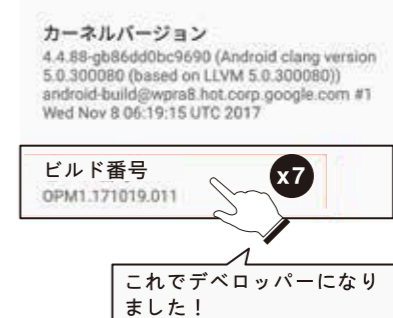 カーネルバージョン
4.4.88-gb86dd0bc9690 (Android clang version
5.0.300080 (based on LLVM 5.0.300080))
android-build@wpra8.hot.corp.google.com #1
Wed Nov 8 06:19:15 UTC 2017
ビルド番号
x7
OPM1.171019.011
これでデベロッパーになり
ました！